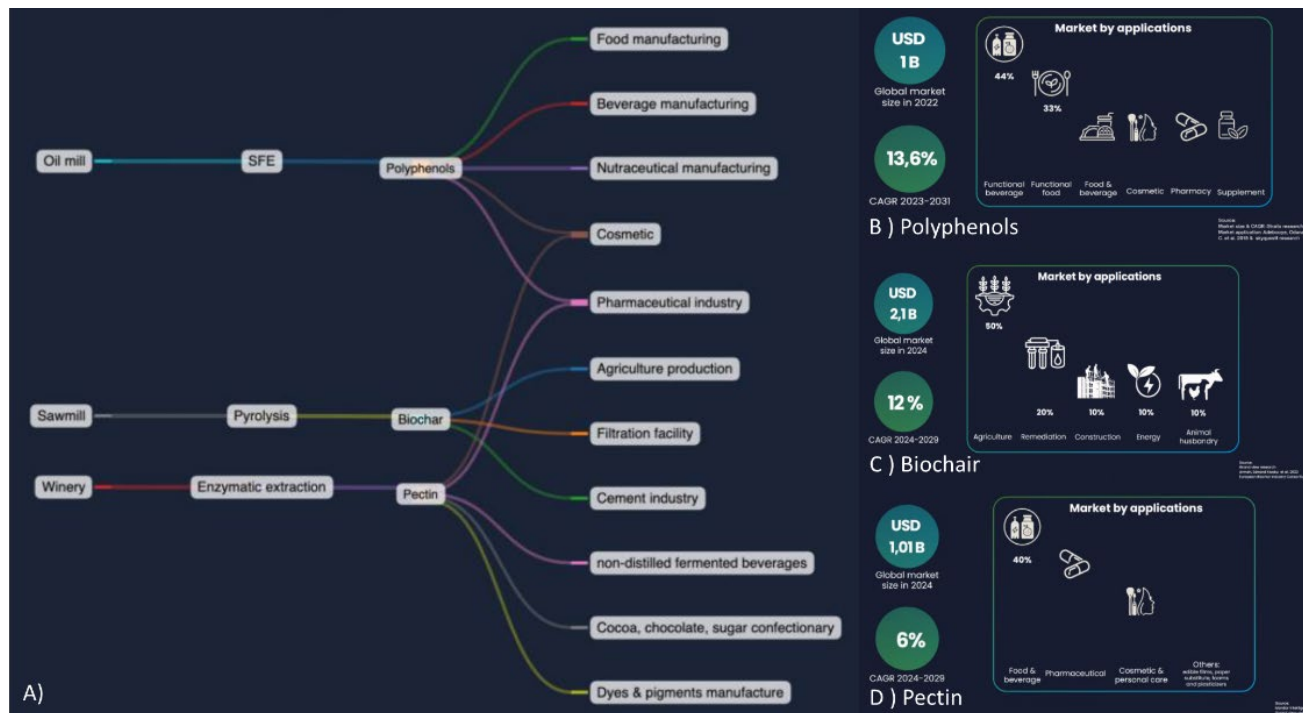 Food manufacturing
Beverage manufacturing
Oil mill
SFE
Polyphenols
Nutraceutical manufacturing
Cosmetic
Pharmaceutical industry
Agriculture production
Sawmill
Pyrolysis
Biochar
Filtration facility
Winery
Enzymatic extraction
Pectin
Cement industry
non-distilled fermented beverages
Cocoa, chocolate, sugar confectionary
Dyes & pigments manufacture
A)
USD
1 B
Global market
size in 2022
13,6%
CAGR 2023-2031
Market by applications
44%
33%
Functional
beverage
Functional
food
Food &
beverage
Cosmetic
Pharmacy
Supplement
B ) Polyphenols
Source:
USD
2,1 B
Global market
size in 2024
12 %
CAGR 2024-2029
Market by applications
50%
20%
10%
10%
10%
Agriculture
Remediation
Construction
Energy
Animal
husbandry
C ) Biochair
Source:
USD
1,01 B
Global market
size in 2024
6%
CAGR 2024-2029
Market by applications
40%
Food &
beverage
Pharmaceutical
Cosmetic &
personal care
Others:
edible films, paper
substitute, foams
and plasticizers
D ) Pectin
Source: